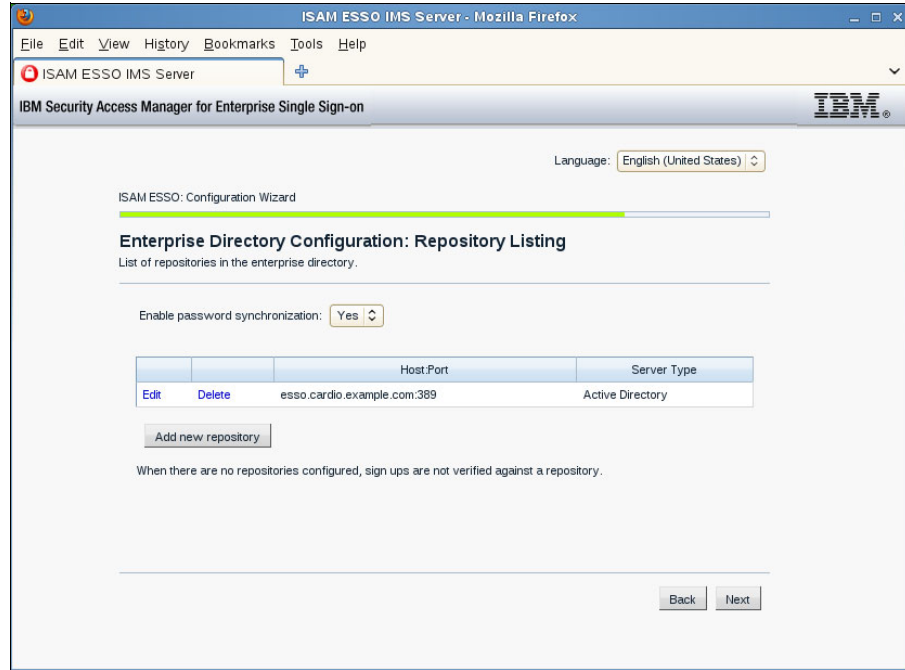 ISAM ESSO IMS Server - Mozilla Firefox
File Edit View History Bookmarks Tools Help
ISAM ESSO IMS Server
IBM Security Access Manager for Enterprise Single Sign-on
IBM®
Language: English (United States)
ISAM ESSO: Configuration Wizard
Enterprise Directory Configuration: Repository Listing
List of repositories in the enterprise directory.
Enable password synchronization: Yes
Host:Port Server Type
Edit Delete esso.cardio.example.com:389 Active Directory
Add new repository
When there are no repositories configured, sign ups are not verified against a repository.
Back Next